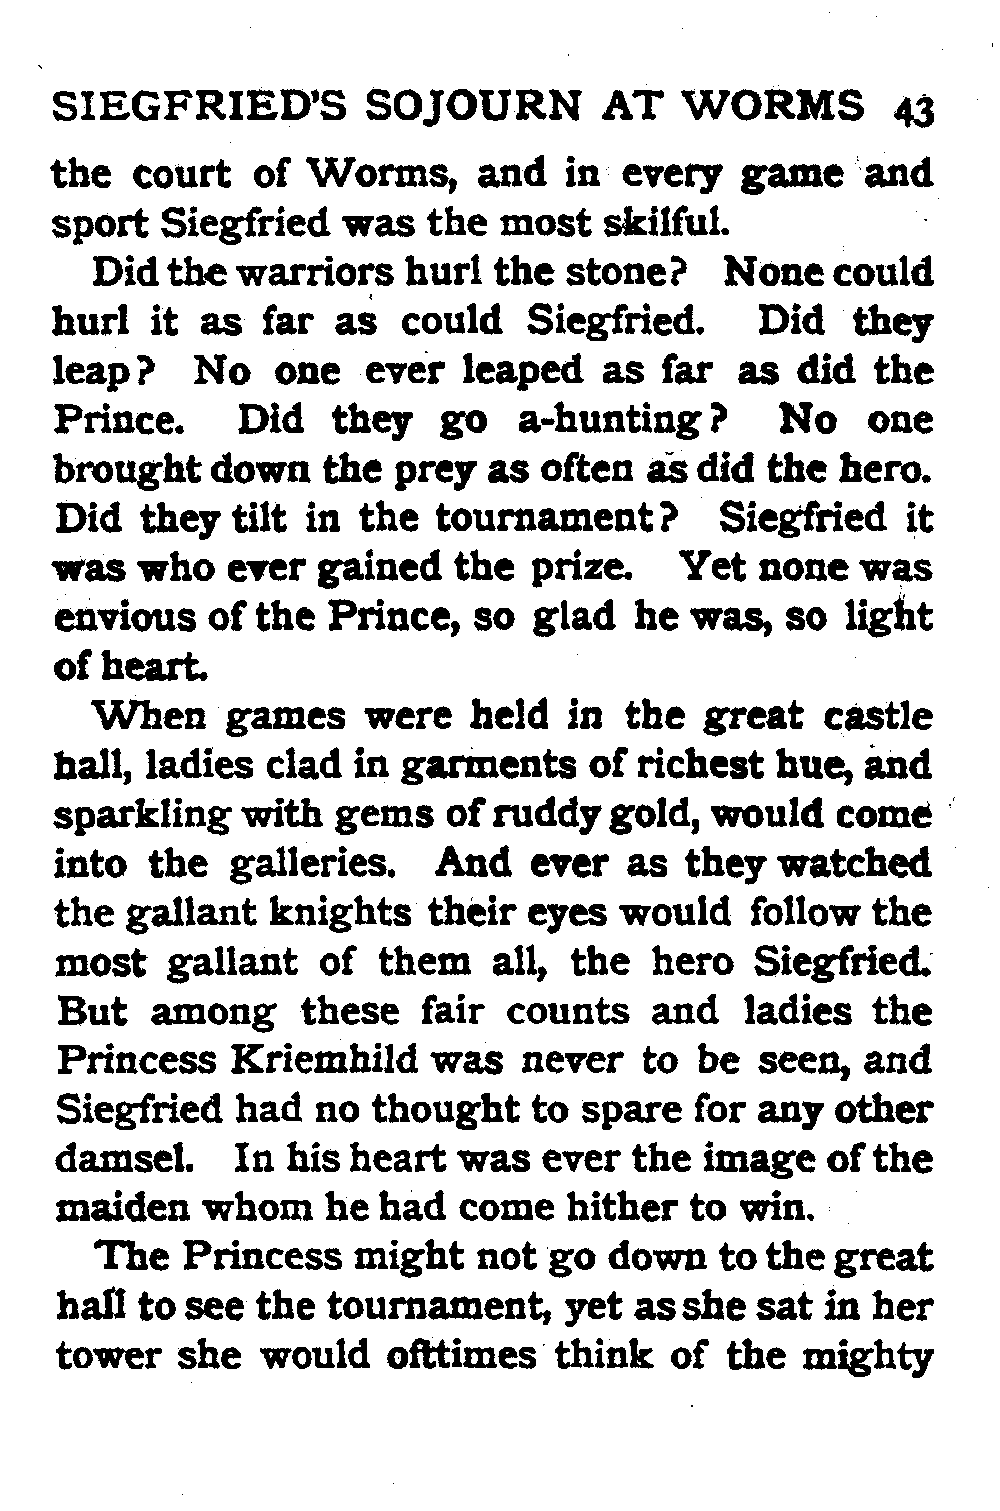 SIEGFRIED'S SOJOURN AT WORMS 43
the court of Worms, and in every game and
sport Siegfried was the most skilful.
Did the warriors hurl the stone? None could
hurl it as far as could Siegfried. Did they
leap? No one ever leaped as far as did the
Prince. Did they go a-hunting? No one
brought down the prey as often as did the hero.
Did they tilt in the tournament? Siegfried it
was who ever gained the prize. Yet none was
envious of the Prince, so glad he was, so light
of heart.
When games were held in the great castle
hall, ladies clad in garments of richest hue, and
sparkling with gems of ruddy gold, would come
into the galleries. And ever as they watched
the gallant knights their eyes would follow the
most gallant of them all, the hero Siegfried.
But among these fair counts and ladies the
Princess Kriemhild was never to be seen, and
Siegfried had no thought to spare for any other
damsel. In his heart was ever the image of the
maiden whom he had come hither to win.
The Princess might not go down to the great
hall to see the tournament, yet as she sat in her
tower she would ofttimes think of the mighty